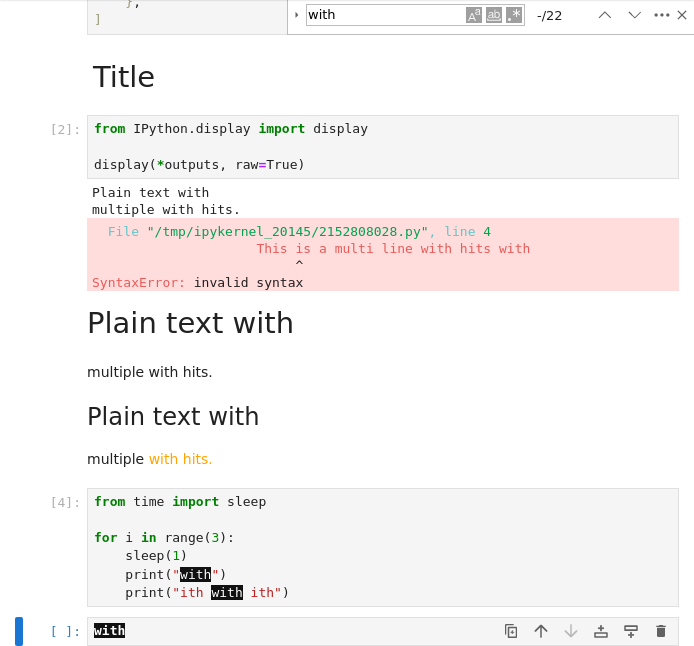 },
]
with
Aa
ab
.*
-/22
Title
[2]:
from IPython.display import display
display(*outputs, raw=True)
Plain text with
multiple with hits.
File "/tmp/ipykernel_20145/2152808028.py", line 4
This is a multi line with hits with
^
SyntaxError: invalid syntax
Plain text with
multiple with hits.
Plain text with
multiple with hits.
[4]:
from time import sleep
for i in range(3):
sleep(1)
print("with")
print("ith with ith")
[ ]:
with